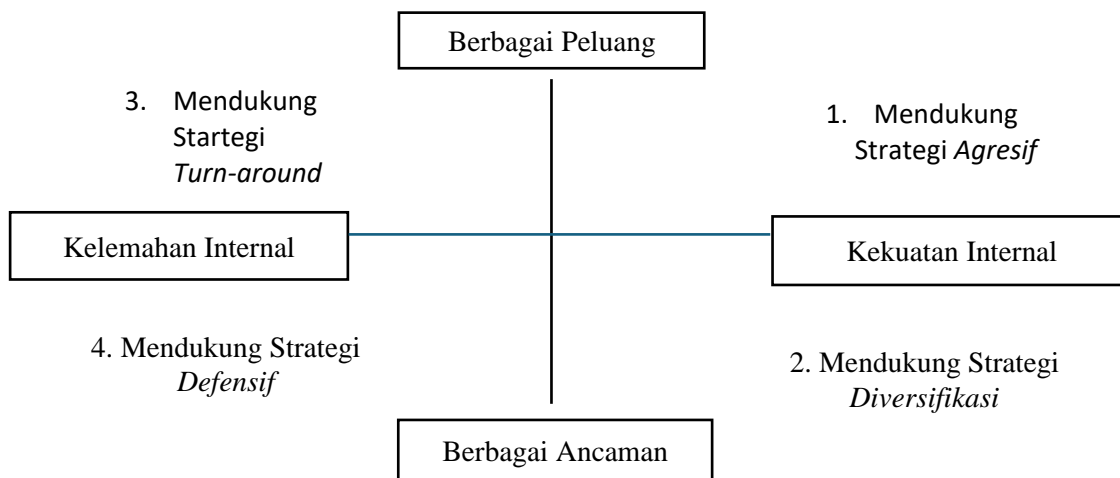 Berbagai Peluang
3. Mendukung
Startegi
Turn-around
1. Mendukung
Strategi Agresif
Kelemahan Internal
Kekuatan Internal
4. Mendukung Strategi
Defensif
2. Mendukung Strategi
Diversifikasi
Berbagai Ancaman